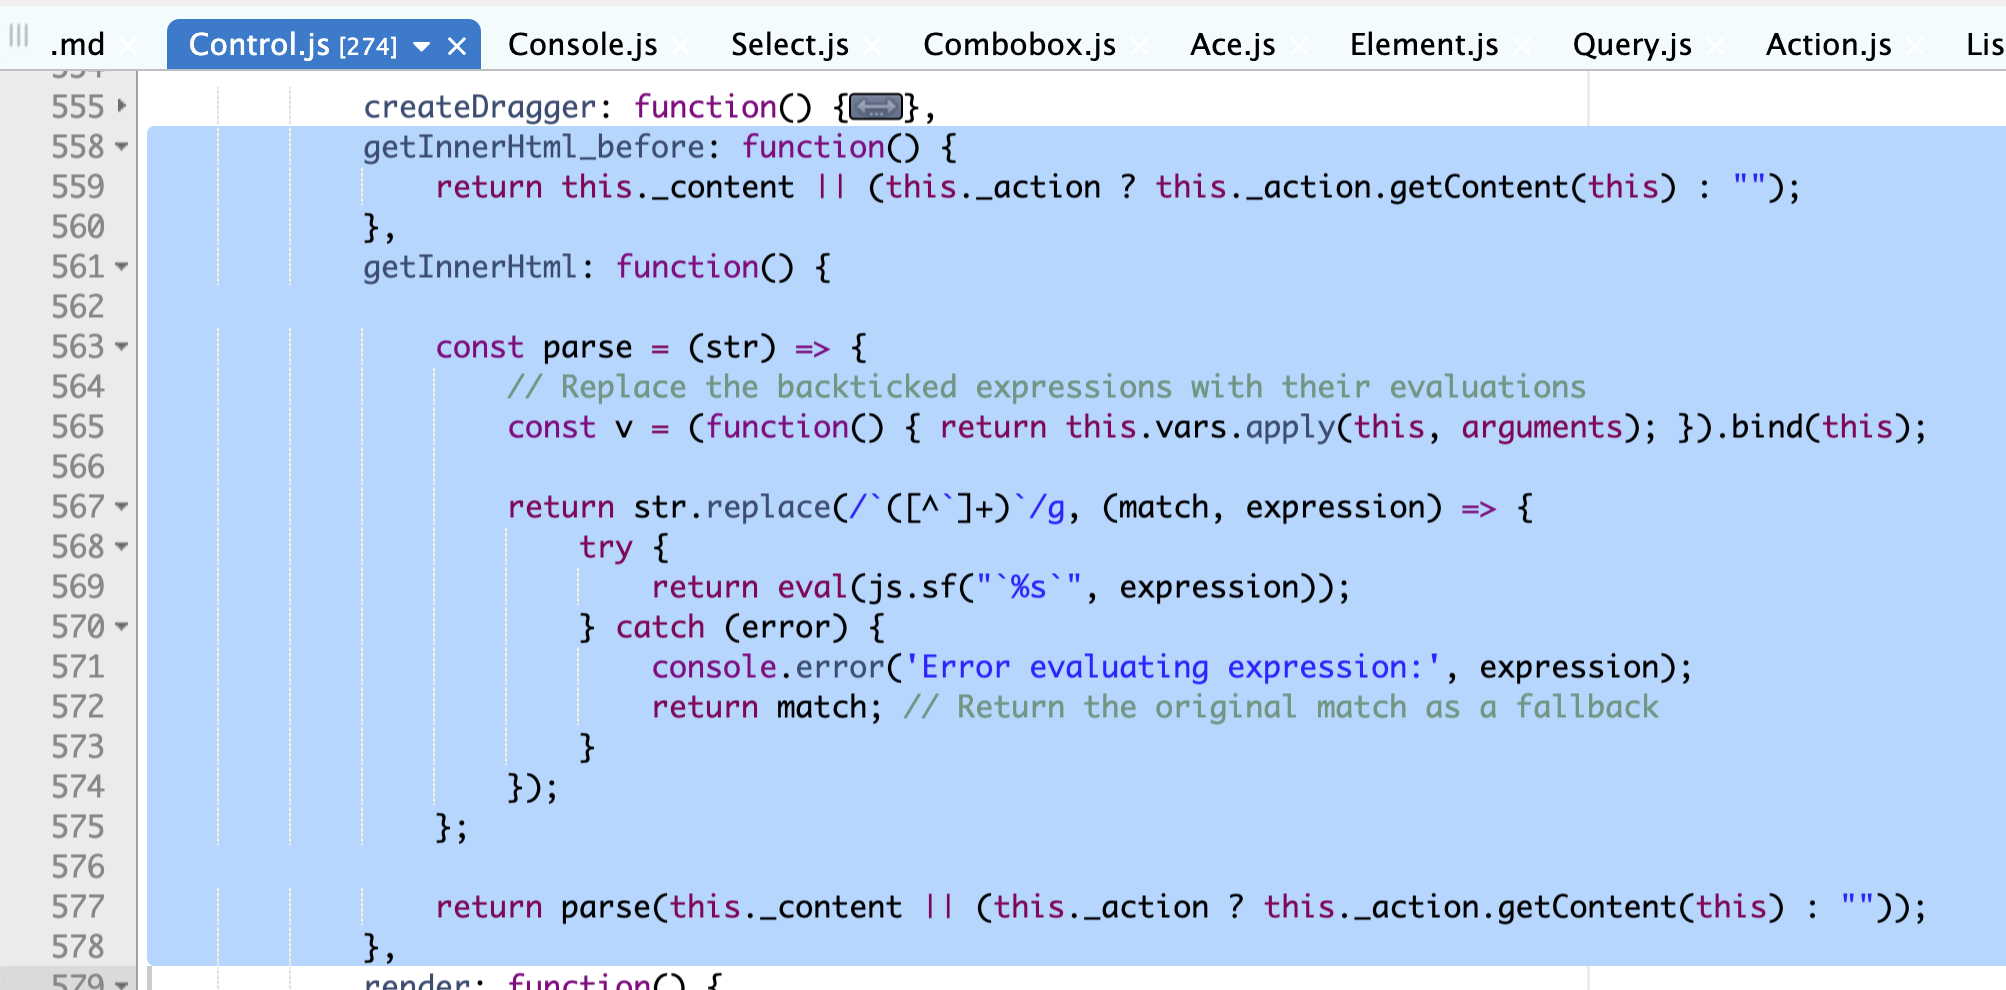 .md × Control.js [274] ▾ × Console.js × Select.js × Combobox.js × Ace.js × Element.js × Query.js × Action.js × Lis
555 createDragger: function() {↔},
558 getInnerHtml_before: function() {
559 return this._content || (this._action ? this._action.getContent(this) : "");
560 },
561 getInnerHtml: function() {
562
563 const parse = (str) => {
564 // Replace the backticked expressions with their evaluations
565 const v = (function() { return this.vars.apply(this, arguments); }).bind(this);
566
567 return str.replace(/`([^`]+)`/g, (match, expression) => {
568 try {
569 return eval(js.sf("`%s`", expression));
570 } catch (error) {
571 console.error('Error evaluating expression:', expression);
572 return match; // Return the original match as a fallback
573 }
574 });
575 };
576
577 return parse(this._content || (this._action ? this._action.getContent(this) : ""));
578 },
579 render: function() {